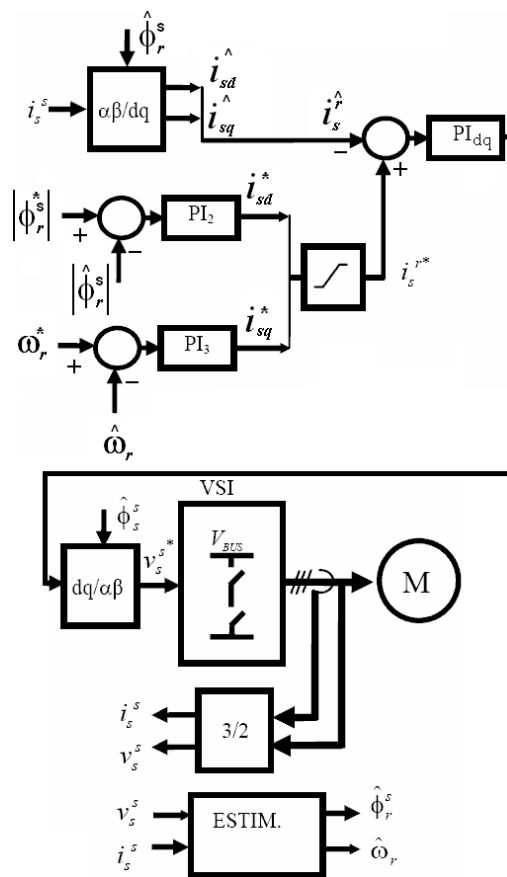 ϕ̂_r^s
i_s^s
αβ/dq
i_sd^^
i_sq^^
i_s^r̂
−
+
PI_dq
|ϕ_r^s*|
+
−
PI_2
i_sd^*
|ϕ̂_r^s|
i_s^r*
ω_r^*
+
−
PI_3
i_sq^*
ω̂_r
VSI
ϕ̂_s^s
V_BUS
dq/αβ
v_s^s*
M
i_s^s
v_s^s
3/2
v_s^s
i_s^s
ESTIM.
ϕ̂_r^s
ω̂_r